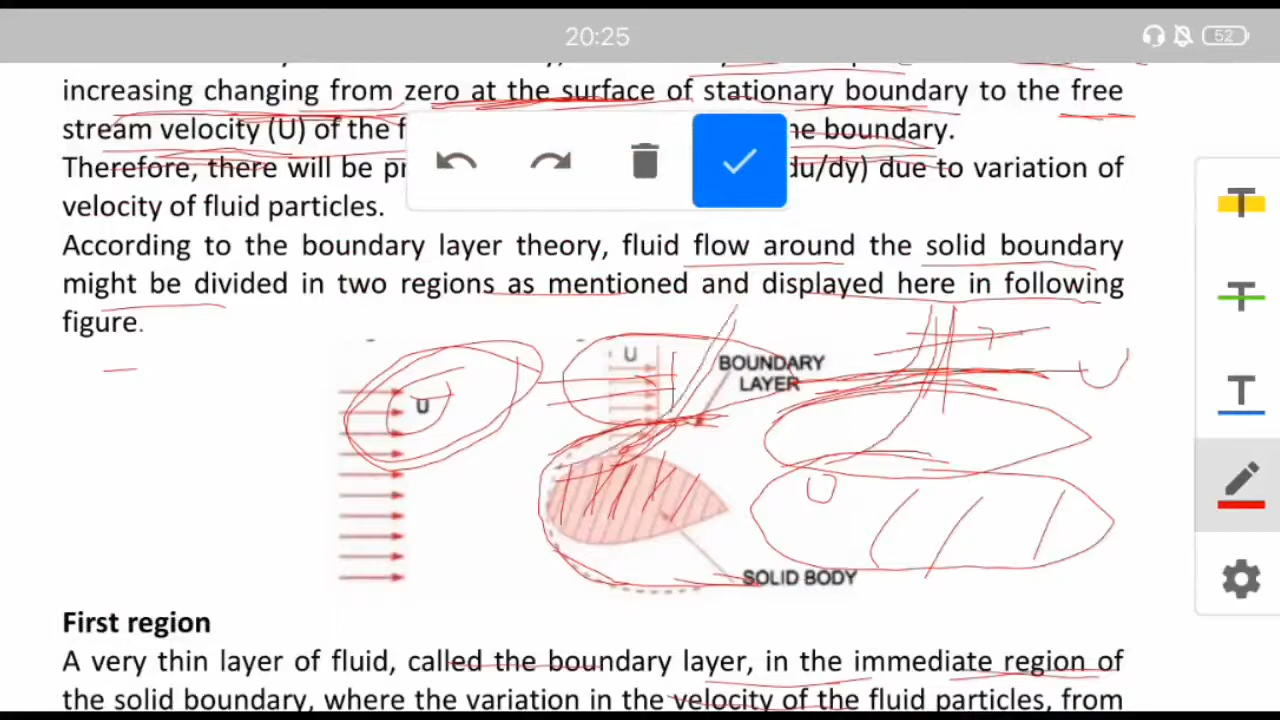 20:25
52
increasing changing from zero at the surface of stationary boundary to the free
stream velocity (U) of the f he boundary.
Therefore, there will be pr du/dy) due to variation of
velocity of fluid particles.
According to the boundary layer theory, fluid flow around the solid boundary
might be divided in two regions as mentioned and displayed here in following
figure.
U
BOUNDARY
LAYER
U
U
U
SOLID BODY
First region
A very thin layer of fluid, called the boundary layer, in the immediate region of
the solid boundary, where the variation in the velocity of the fluid particles, from